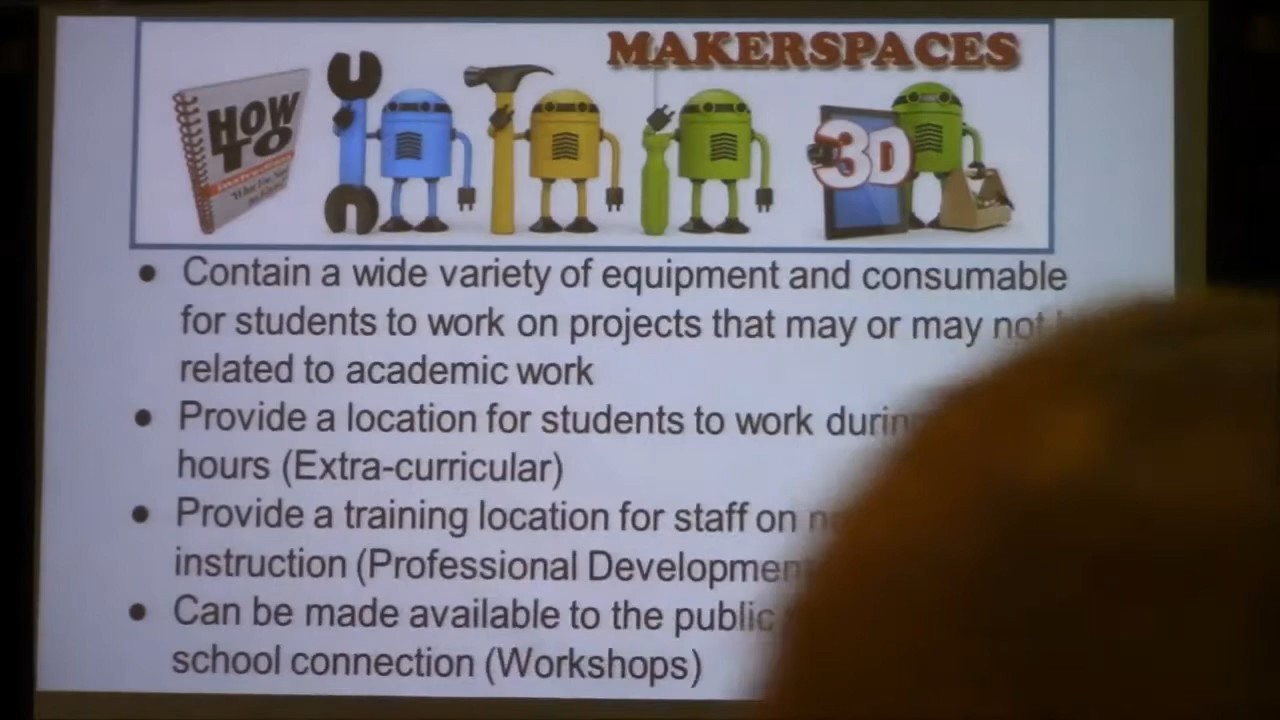 MAKERSPACES
HOW
TO
3D
• Contain a wide variety of equipment and consumable
for students to work on projects that may or may not
related to academic work
• Provide a location for students to work during
hours (Extra-curricular)
• Provide a training location for staff on
instruction (Professional Development
• Can be made available to the public
school connection (Workshops)